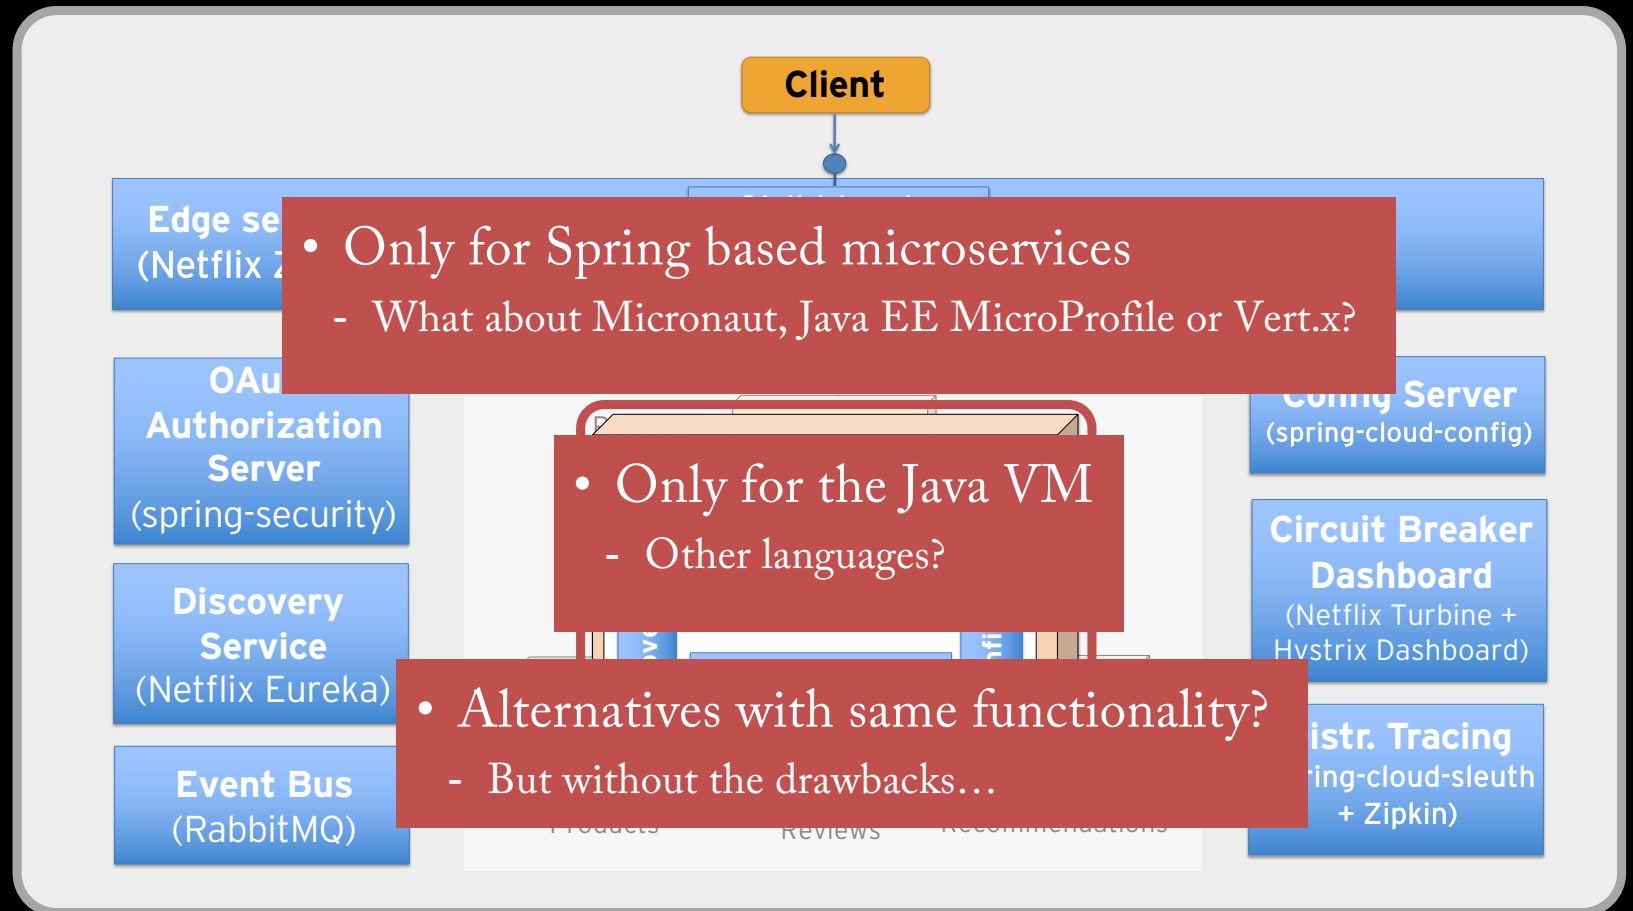 Client
Edge
(Netflix
• Only for Spring based microservices
- What about Micronaut, Java EE MicroProfile or Vert.x?
Authorization
Server
(spring-security)
Config Server
(spring-cloud-config)
• Only for the Java VM
- Other languages?
Discovery
Service
(Netflix Eureka)
Circuit Breaker
Dashboard
(Netflix Turbine +
Hystrix Dashboard)
• Alternatives with same functionality?
- But without the drawbacks...
Event Bus
(RabbitMQ)
istr. Tracing
ring-cloud-sleuth
+ Zipkin)
Products
Reviews
Recommendations